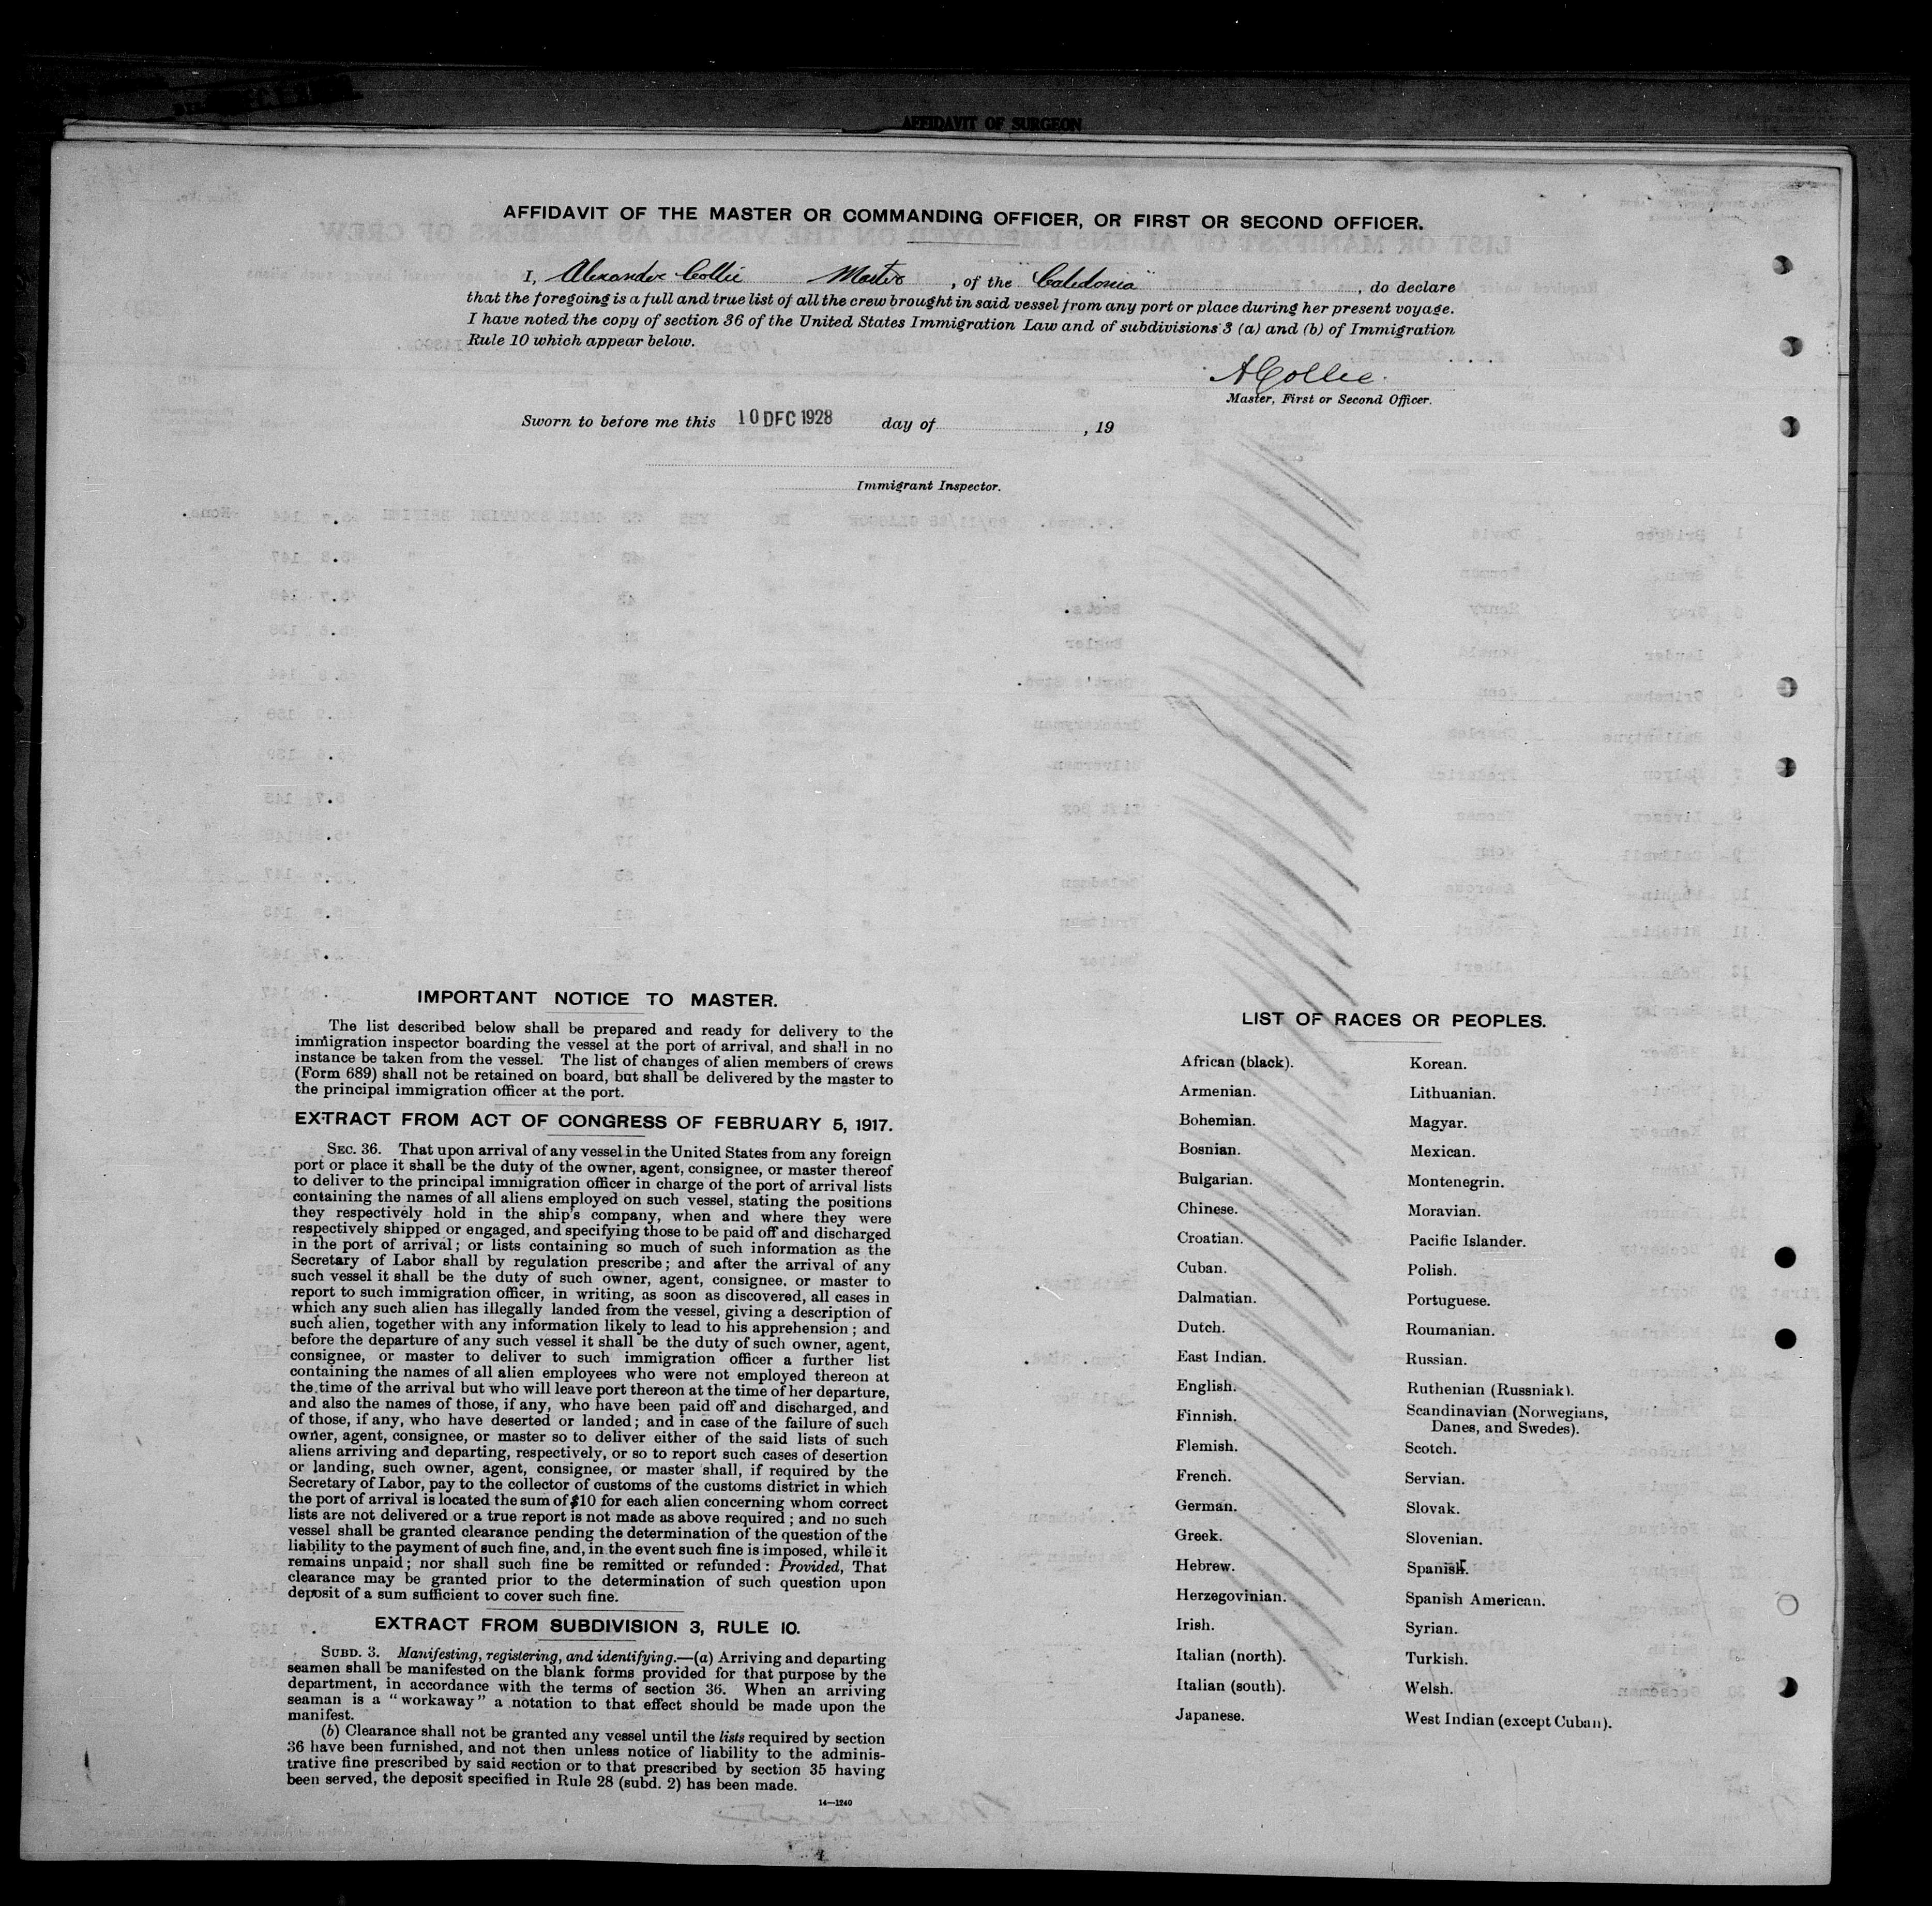 AFFIDAVIT OF SURGEON
AFFIDAVIT OF THE MASTER OR COMMANDING OFFICER, OR FIRST OR SECOND OFFICER.
I, Alexander Collie Master, of the "Caledonia", do declare
that the foregoing is a full and true list of all the crew brought in said vessel from any port or place during her present voyage.
I have noted the copy of section 36 of the United States Immigration Law and of subdivisions 3 (a) and (b) of Immigration
Rule 10 which appear below.
A Collie.
Master, First or Second Officer.
Sworn to before me this 10 DEC 1928 day of , 19
Immigrant Inspector.
IMPORTANT NOTICE TO MASTER.
The list described below shall be prepared and ready for delivery to the
immigration inspector boarding the vessel at the port of arrival, and shall in no
instance be taken from the vessel. The list of changes of alien members of crews
(Form 689) shall not be retained on board, but shall be delivered by the master to
the principal immigration officer at the port.
EXTRACT FROM ACT OF CONGRESS OF FEBRUARY 5, 1917.
SEC. 36. That upon arrival of any vessel in the United States from any foreign
port or place it shall be the duty of the owner, agent, consignee, or master thereof
to deliver to the principal immigration officer in charge of the port of arrival lists
containing the names of all aliens employed on such vessel, stating the positions
they respectively hold in the ship's company, when and where they were
respectively shipped or engaged, and specifying those to be paid off and discharged
in the port of arrival; or lists containing so much of such information as the
Secretary of Labor shall by regulation prescribe; and after the arrival of any
such vessel it shall be the duty of such owner, agent, consignee, or master to
report to such immigration officer, in writing, as soon as discovered, all cases in
which any such alien has illegally landed from the vessel, giving a description of
such alien, together with any information likely to lead to his apprehension; and
before the departure of any such vessel it shall be the duty of such owner, agent,
consignee, or master to deliver to such immigration officer a further list
containing the names of all alien employees who were not employed thereon at
the time of the arrival but who will leave port thereon at the time of her departure,
and also the names of those, if any, who have been paid off and discharged, and
of those, if any, who have deserted or landed; and in case of the failure of such
owner, agent, consignee, or master so to deliver either of the said lists of such
aliens arriving and departing, respectively, or so to report such cases of desertion
or landing, such owner, agent, consignee, or master shall, if required by the
Secretary of Labor, pay to the collector of customs of the customs district in which
the port of arrival is located the sum of $10 for each alien concerning whom correct
lists are not delivered or a true report is not made as above required; and no such
vessel shall be granted clearance pending the determination of the question of the
liability to the payment of such fine, and, in the event such fine is imposed, while it
remains unpaid; nor shall such fine be remitted or refunded: Provided, That
clearance may be granted prior to the determination of such question upon
deposit of a sum sufficient to cover such fine.
EXTRACT FROM SUBDIVISION 3, RULE 10.
SUBD. 3. Manifesting, registering, and identifying.—(a) Arriving and departing
seamen shall be manifested on the blank forms provided for that purpose by the
department, in accordance with the terms of section 36. When an arriving
seaman is a "workaway" a notation to that effect should be made upon the
manifest.
(b) Clearance shall not be granted any vessel until the lists required by section
36 have been furnished, and not then unless notice of liability to the adminis-
trative fine prescribed by said section or to that prescribed by section 35 having
been served, the deposit specified in Rule 28 (subd. 2) has been made.
14—1240
LIST OF RACES OR PEOPLES.
African (black).
Armenian.
Bohemian.
Bosnian.
Bulgarian.
Chinese.
Croatian.
Cuban.
Dalmatian.
Dutch.
East Indian.
English.
Finnish.
Flemish.
French.
German.
Greek.
Hebrew.
Herzegovinian.
Irish.
Italian (north).
Italian (south).
Japanese.
Korean.
Lithuanian.
Magyar.
Mexican.
Montenegrin.
Moravian.
Pacific Islander.
Polish.
Portuguese.
Roumanian.
Russian.
Ruthenian (Russniak).
Scandinavian (Norwegians,
Danes, and Swedes).
Scotch.
Servian.
Slovak.
Slovenian.
Spanish.
Spanish American.
Syrian.
Turkish.
Welsh.
West Indian (except Cuban).